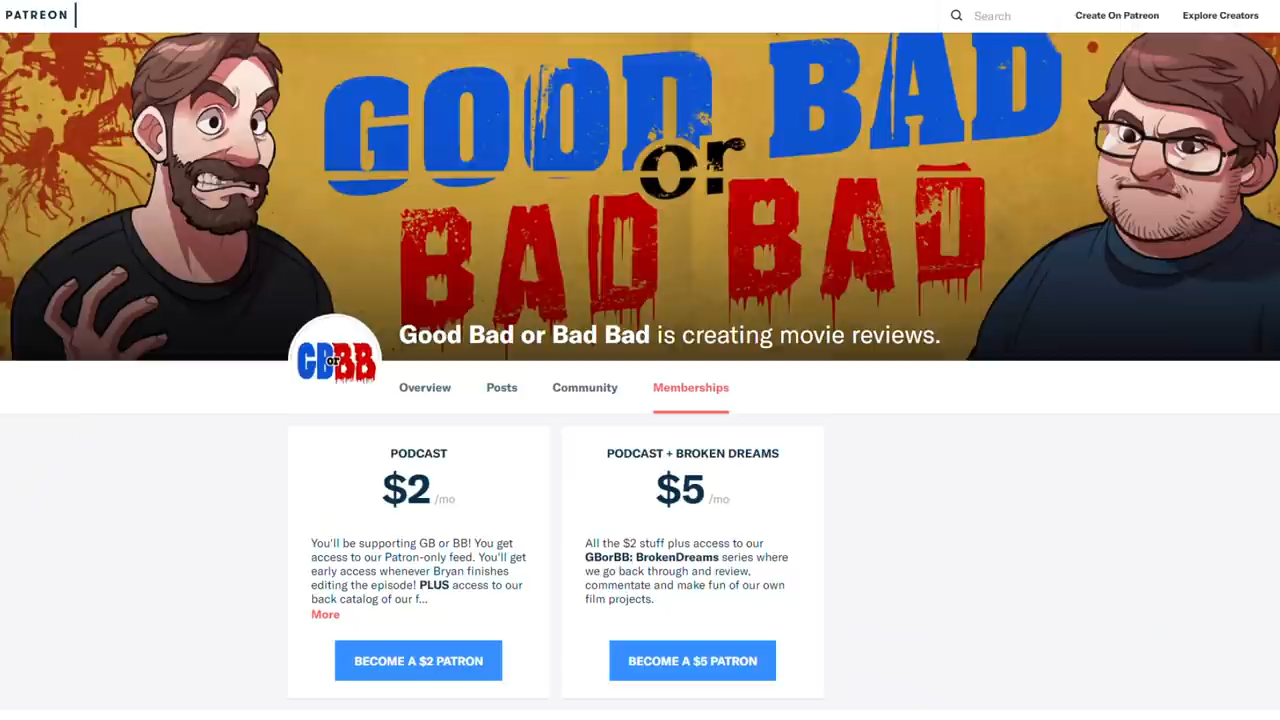 PATREON
Search
Create On Patreon
Explore Creators
GOOD BAD
or
BAD BAD
GB or BB
Good Bad or Bad Bad is creating movie reviews.
Overview
Posts
Community
Memberships
PODCAST
$2 /mo
You'll be supporting GB or BB! You get
access to our Patron-only feed. You'll get
early access whenever Bryan finishes
editing the episode! PLUS access to our
back catalog of our f...
More
BECOME A $2 PATRON
PODCAST + BROKEN DREAMS
$5 /mo
All the $2 stuff plus access to our
GBorBB: BrokenDreams series where
we go back through and review,
commentate and make fun of our own
film projects.
BECOME A $5 PATRON